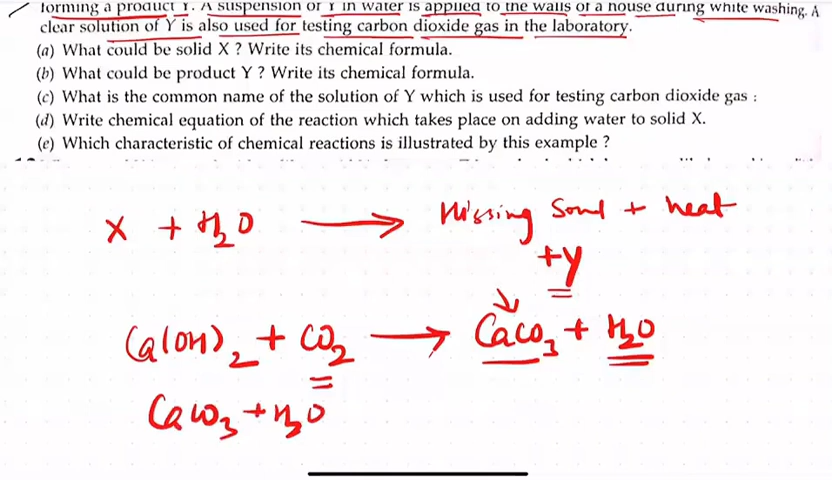 forming a product Y. A suspension of Y in water is applied to the walls of a house during white washing. A
clear solution of Y is also used for testing carbon dioxide gas in the laboratory.
(a) What could be solid X ? Write its chemical formula.
(b) What could be product Y ? Write its chemical formula.
(c) What is the common name of the solution of Y which is used for testing carbon dioxide gas :
(d) Write chemical equation of the reaction which takes place on adding water to solid X.
(e) Which characteristic of chemical reactions is illustrated by this example ?
X + H2O → Hissing Sound + heat
+Y
Ca(OH)2 + CO2 → CaCO3 + H2O
CaCO3 + H2O